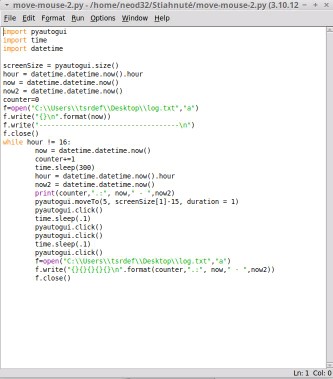 move-mouse-2.py - /home/neod32/Stiahnuté/move-mouse-2.py (3.10.12
File Edit Format Run Options Window Help
import pyautogui
import time
import datetime
screenSize = pyautogui.size()
hour = datetime.datetime.now().hour
now = datetime.datetime.now()
now2 = datetime.datetime.now()
counter=0
f=open("C:\\Users\\tsrdef\\Desktop\\log.txt","a")
f.write("{}\n".format(now))
f.write("-----------------------------------\n")
f.close()
while hour != 16:
        now = datetime.datetime.now()
        counter+=1
        time.sleep(300)
        hour = datetime.datetime.now().hour
        now2 = datetime.datetime.now()
        print(counter,".:", now," - ",now2)
        pyautogui.moveTo(5, screenSize[1]-15, duration = 1)
        pyautogui.click()
        time.sleep(.1)
        pyautogui.click()
        pyautogui.click()
        time.sleep(.1)
        pyautogui.click()
        f=open("C:\\Users\\tsrdef\\Desktop\\log.txt","a")
        f.write("{}{}{}{}{}\n".format(counter,".:", now," - ",now2))
        f.close()
Ln: 1 Col: 0